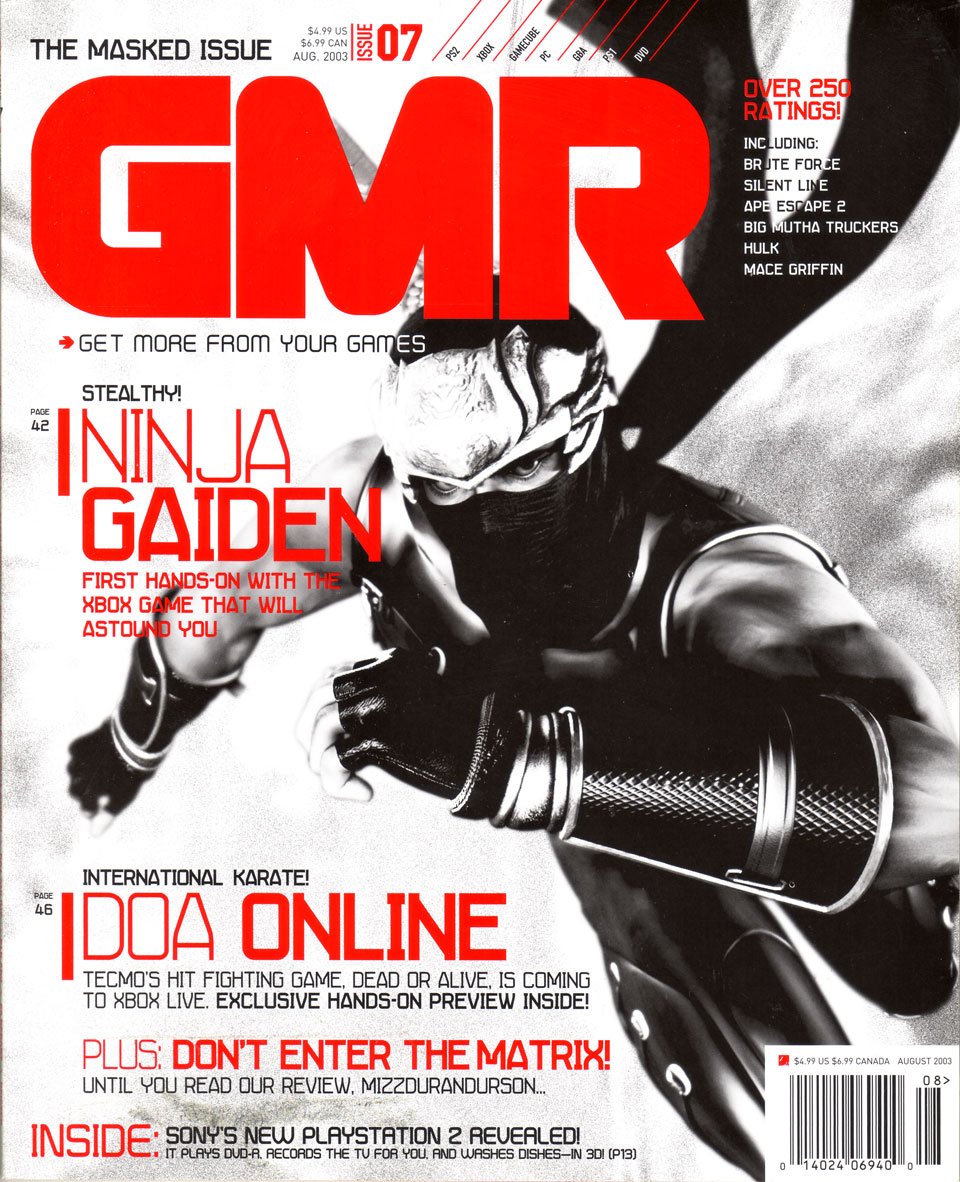 THE MASKED ISSUE
$4.99 US
$6.99 CAN
AUG. 2003
ISSUE 07
PS2
XBOX
GAMECUBE
PC
GBA
PS1
DVD
GMR
GET MORE FROM YOUR GAMES
OVER 250
RATINGS!
INCLUDING:
BRUTE FORCE
SILENT LINE
APE ESCAPE 2
BIG MUTHA TRUCKERS
HULK
MACE GRIFFIN
STEALTHY!
PAGE
42
NINJA
GAIDEN
FIRST HANDS-ON WITH THE
XBOX GAME THAT WILL
ASTOUND YOU
INTERNATIONAL KARATE!
PAGE
46
DOA ONLINE
TECMO'S HIT FIGHTING GAME, DEAD OR ALIVE, IS COMING
TO XBOX LIVE. EXCLUSIVE HANDS-ON PREVIEW INSIDE!
PLUS: DON'T ENTER THE MATRIX!
UNTIL YOU READ OUR REVIEW, MIZZDURANDURSON...
INSIDE: SONY'S NEW PLAYSTATION 2 REVEALED!
IT PLAYS DVD-R, RECORDS THE TV FOR YOU, AND WASHES DISHES—IN 3D! (P13)
$4.99 US $6.99 CANADA AUGUST 2003
08>
0 14024 06940 0